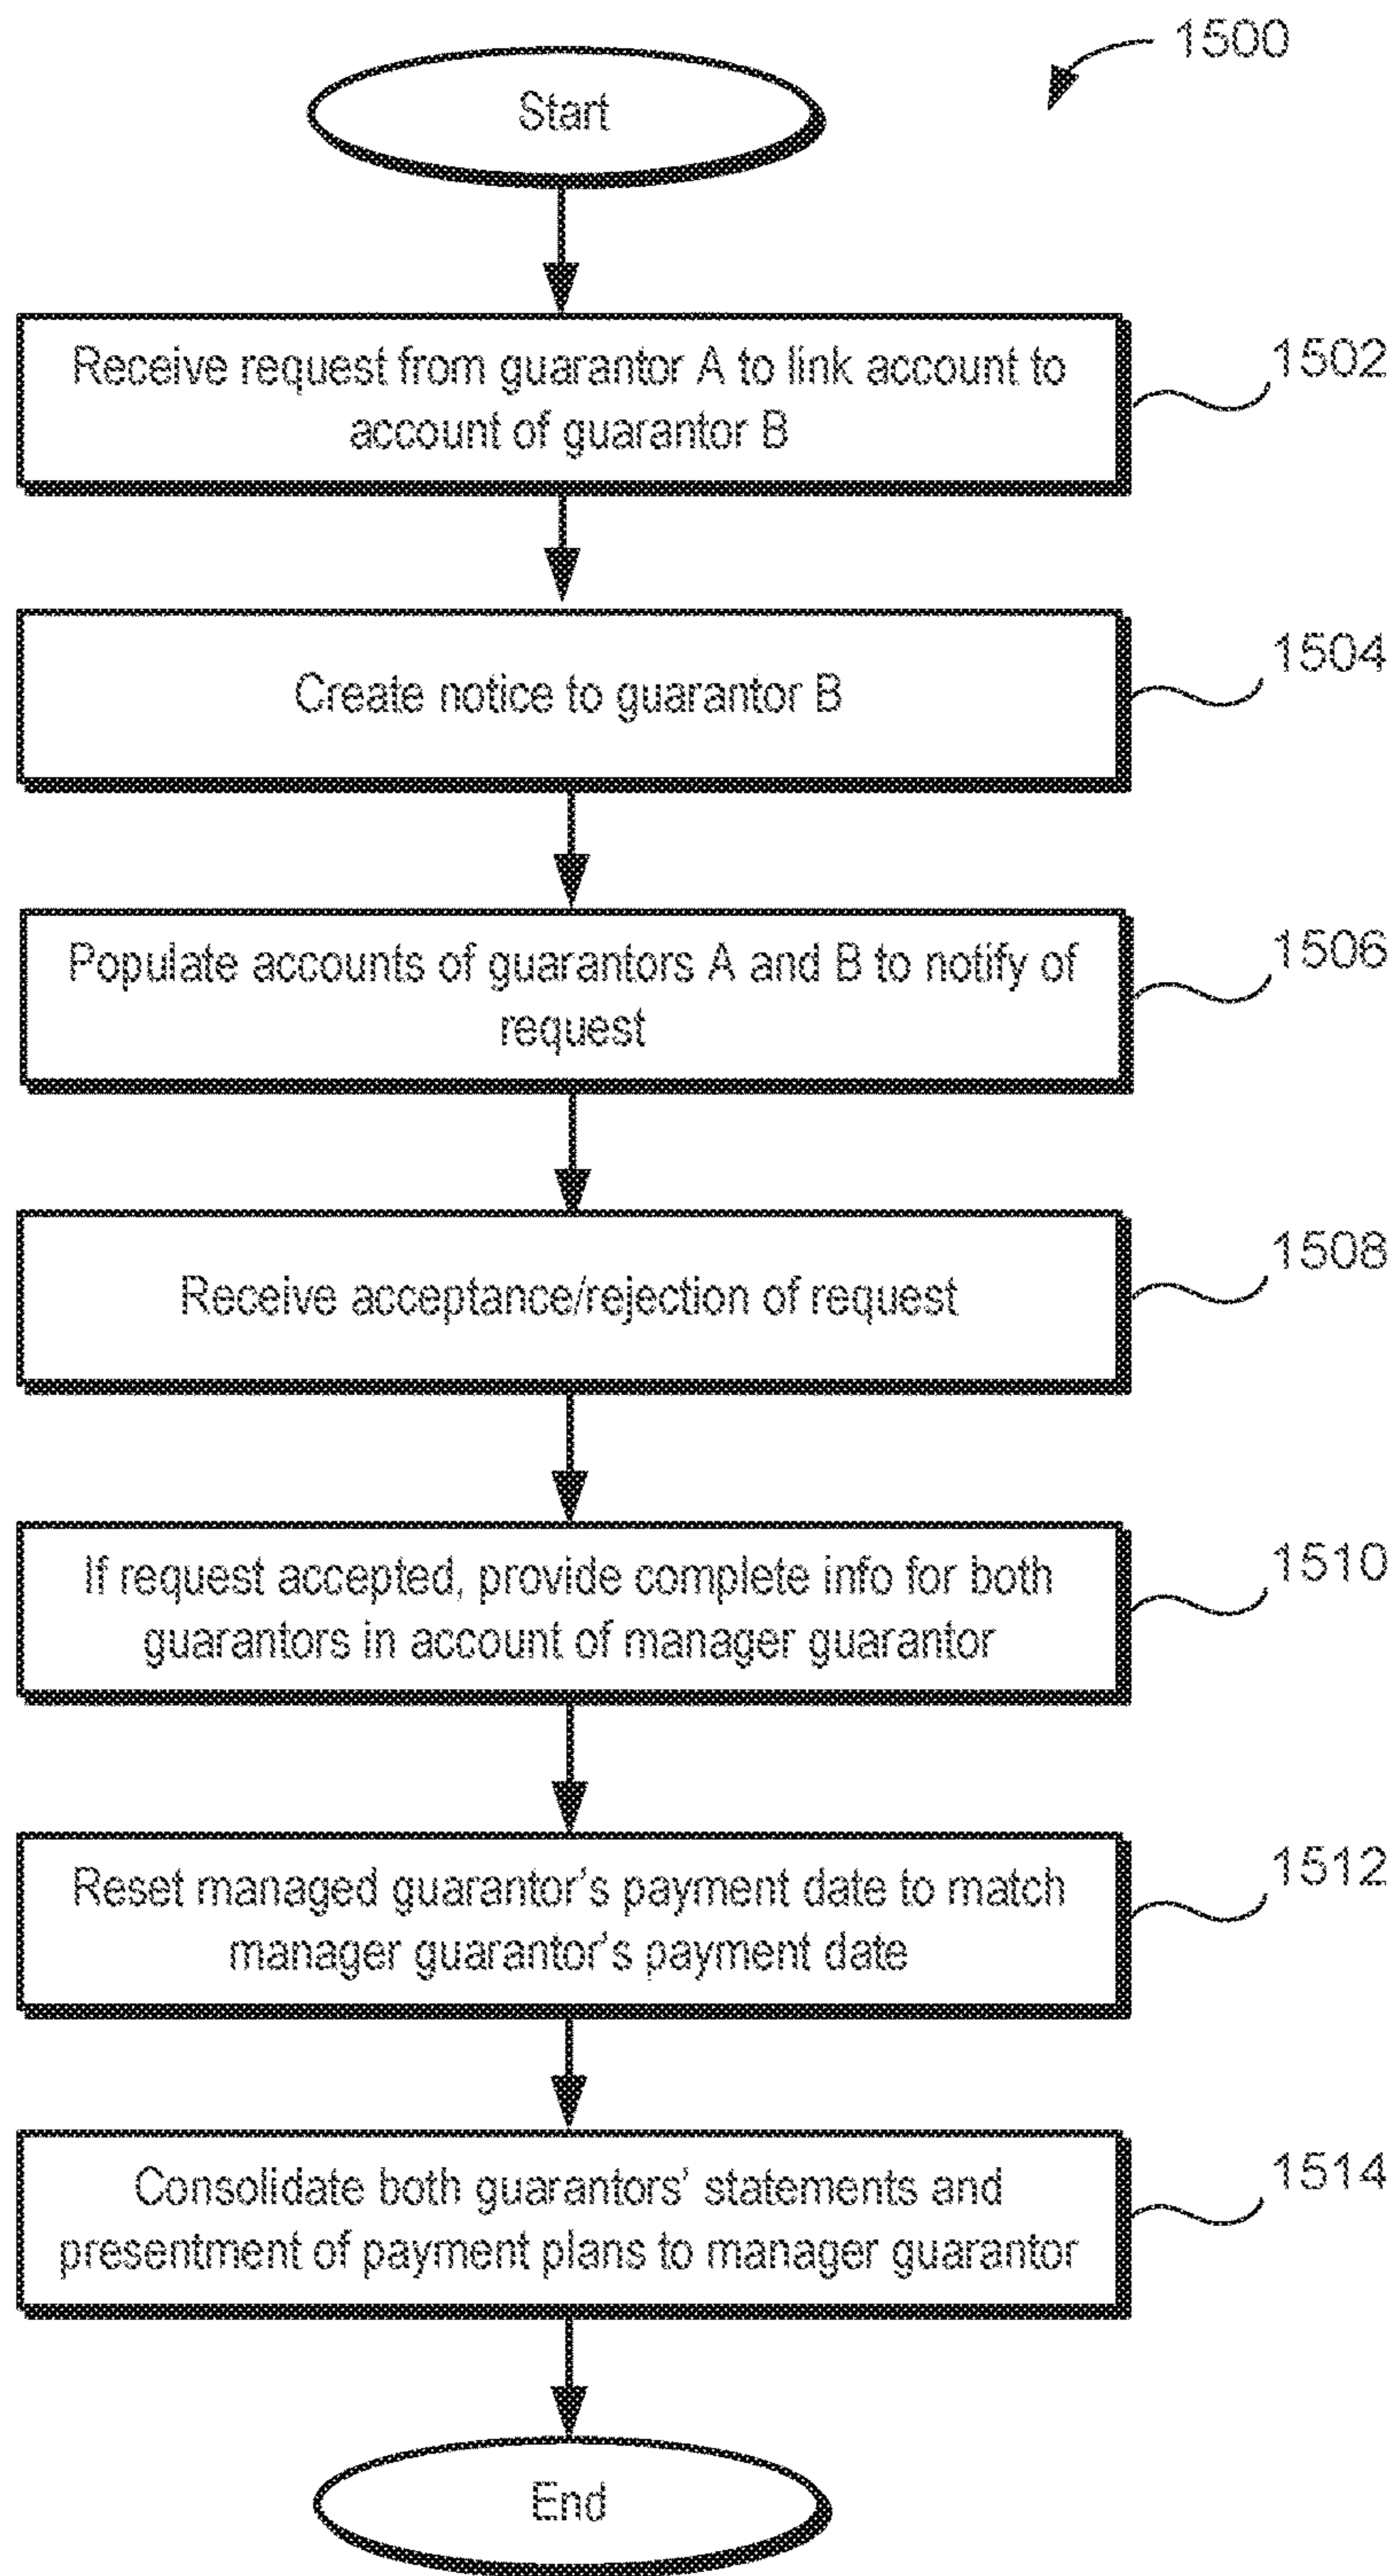 1500
Start
Receive request from guarantor A to link account to
account of guarantor B
1502
Create notice to guarantor B
1504
Populate accounts of guarantors A and B to notify of
request
1506
Receive acceptance/rejection of request
1508
If request accepted, provide complete info for both
guarantors in account of manager guarantor
1510
Reset managed guarantor's payment date to match
manager guarantor's payment date
1512
Consolidate both guarantors' statements and
presentment of payment plans to manager guarantor
1514
End